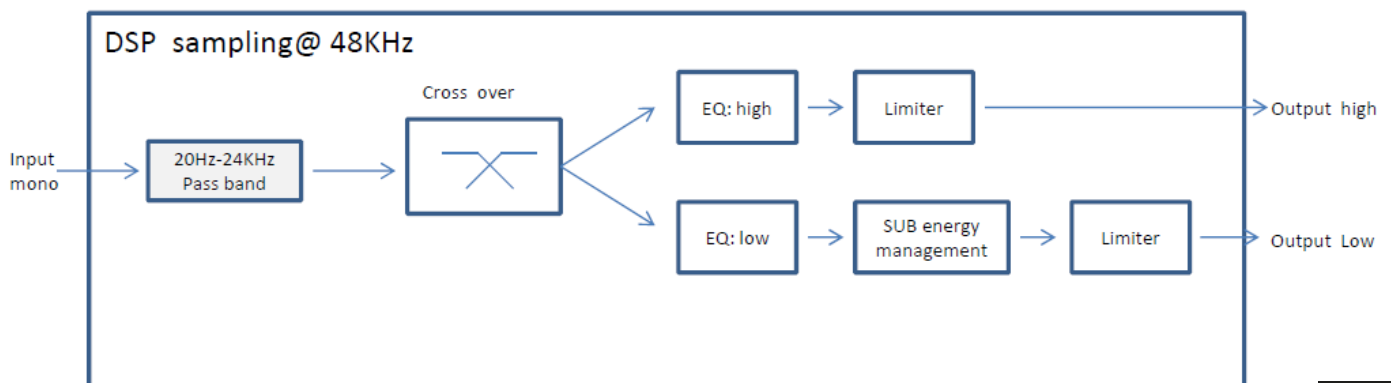 DSP sampling@ 48KHz
Cross over
Input
mono
20Hz-24KHz
Pass band
EQ: high
Limiter
Output high
EQ: low
SUB energy
management
Limiter
Output Low